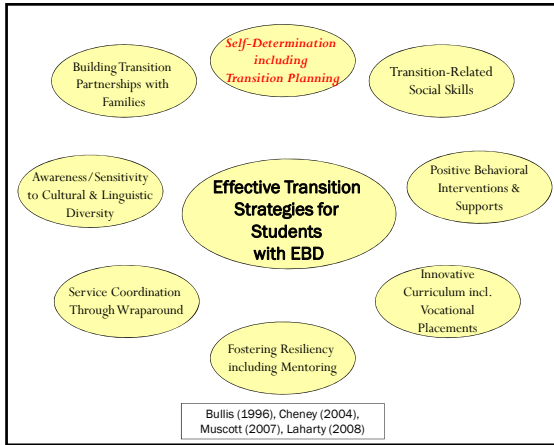 Self-Determination
including
Transition Planning
Building Transition
Partnerships with
Families
Transition-Related
Social Skills
Awareness/Sensitivity
to Cultural & Linguistic
Diversity
Effective Transition
Strategies for
Students
with EBD
Positive Behavioral
Interventions &
Supports
Service Coordination
Through Wraparound
Innovative
Curriculum incl.
Vocational
Placements
Fostering Resiliency
including Mentoring
Bullis (1996), Cheney (2004),
Muscott (2007), Laharty (2008)